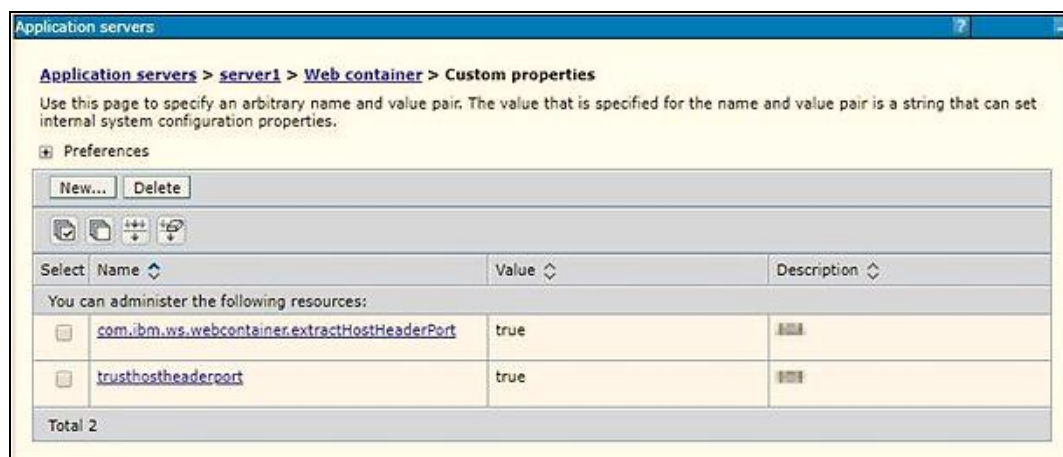 Application servers ?
Application servers > server1 > Web container > Custom properties
Use this page to specify an arbitrary name and value pair. The value that is specified for the name and value pair is a string that can set
internal system configuration properties.
Preferences
New... Delete
Select Name Value Description
You can administer the following resources:
com.ibm.ws.webcontainer.extractHostHeaderPort true
trusthostheaderport true
Total 2